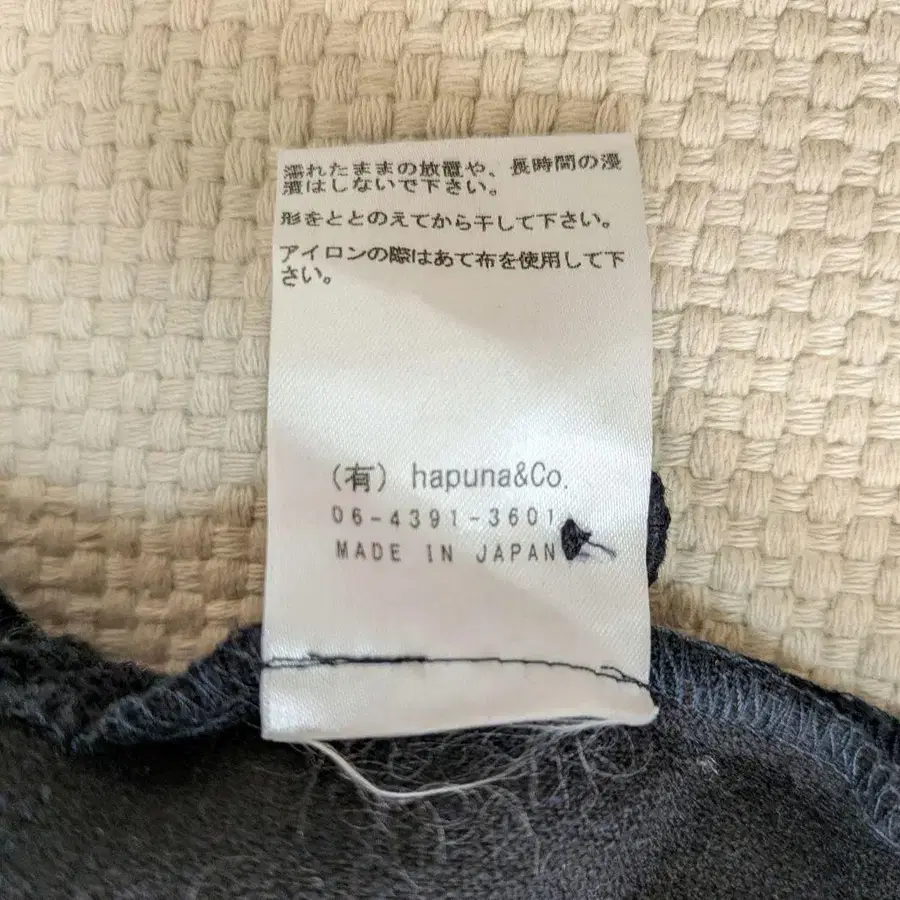 濡れたままの放置や、長時間の浸
漬はしないで下さい。
形をととのえてから干して下さい。
アイロンの際はあて布を使用して下
さい。
(有) hapuna&Co.
06-4391-3601
MADE IN JAPAN